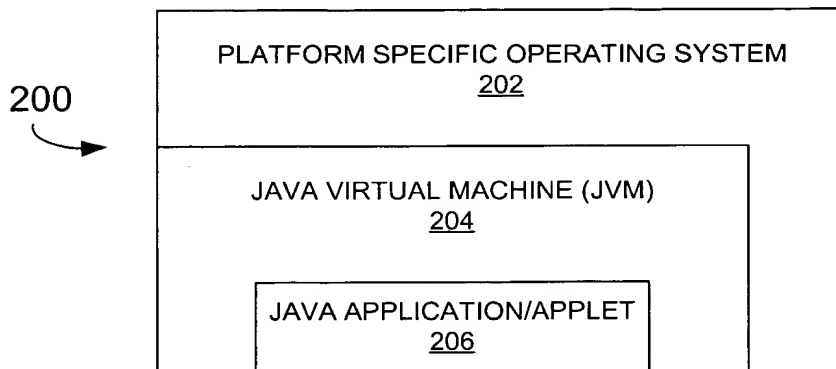 PLATFORM SPECIFIC OPERATING SYSTEM
202
200
JAVA VIRTUAL MACHINE (JVM)
204
JAVA APPLICATION/APPLET
206